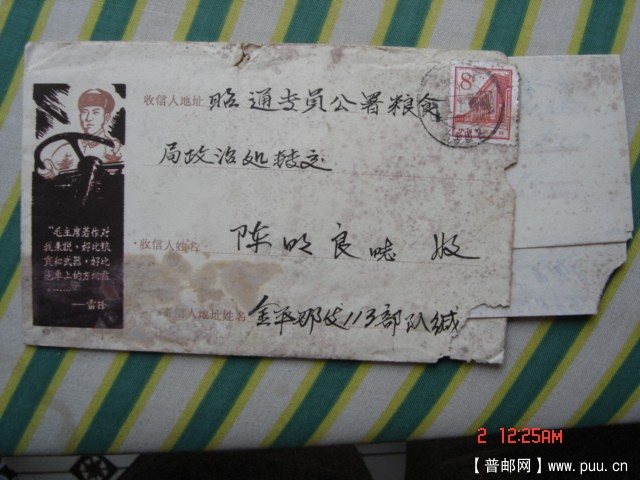 收信人地址 昭通专员公署粮食
局政治处转交
收信人姓名 陈明良 收
寄信人地址姓名 金平 113部队缄
8
"毛主席著作对
我来说，好比粮
食和武器，好比
汽车上的方向盘
……"
——雷锋
2 12:25AM
【普邮网】www.puu.cn